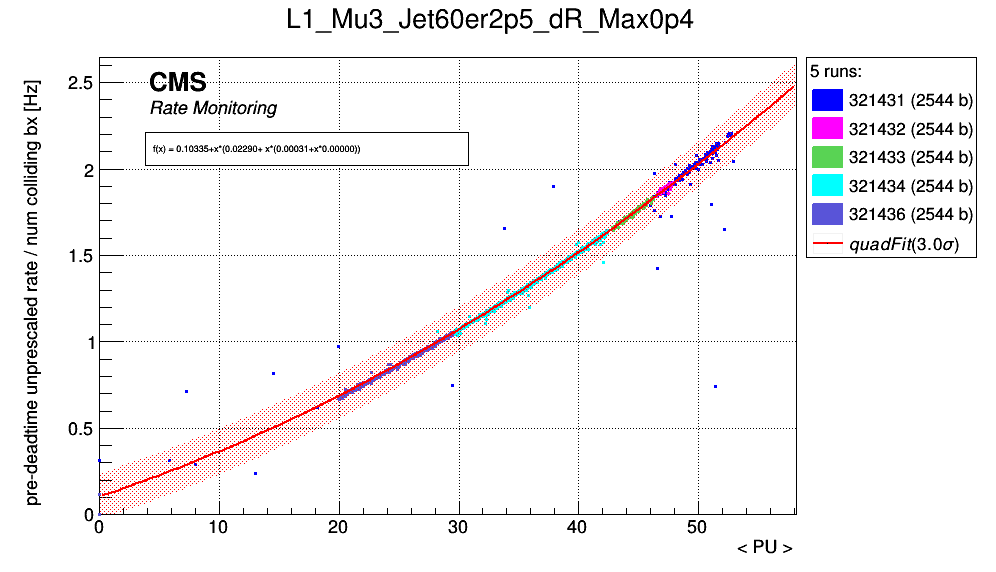 L1_Mu3_Jet60er2p5_dR_Max0p4
pre-deadtime unprescaled rate / num colliding bx [Hz]
CMS
Rate Monitoring
f(x) = 0.10335+x*(0.02290+ x*(0.00031+x*0.00000))
2.5
2
1.5
1
0.5
0
0 10 20 30 40 50
< PU >
5 runs:
321431 (2544 b)
321432 (2544 b)
321433 (2544 b)
321434 (2544 b)
321436 (2544 b)
quadFit(3.0σ)